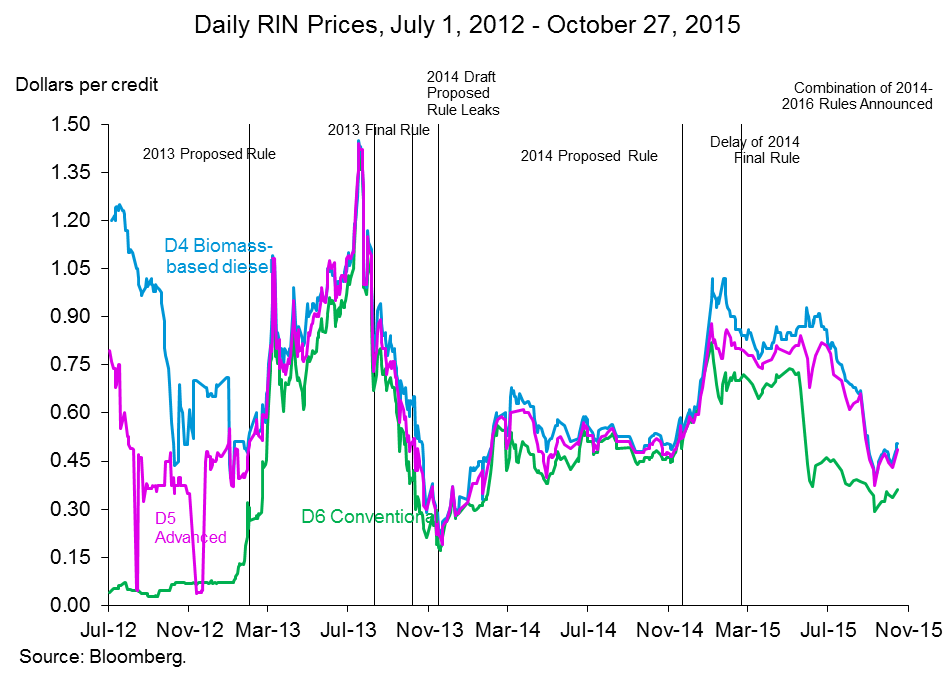 Daily RIN Prices, July 1, 2012 - October 27, 2015
Dollars per credit
2014 Draft
Proposed
Rule Leaks
Combination of 2014-
2016 Rules Announced
2013 Proposed Rule
2013 Final Rule
2014 Proposed Rule
Delay of 2014
Final Rule
1.50
1.35
1.20
1.05
0.90
0.75
0.60
0.45
0.30
0.15
0.00
D4 Biomass-
based diesel
D5
Advanced
D6 Conventional
Jul-12
Nov-12
Mar-13
Jul-13
Nov-13
Mar-14
Jul-14
Nov-14
Mar-15
Jul-15
Nov-15
Source: Bloomberg.